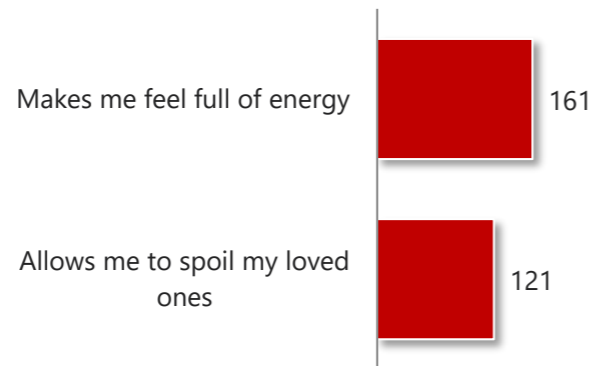 Makes me feel full of energy
161
Allows me to spoil my loved
ones
121